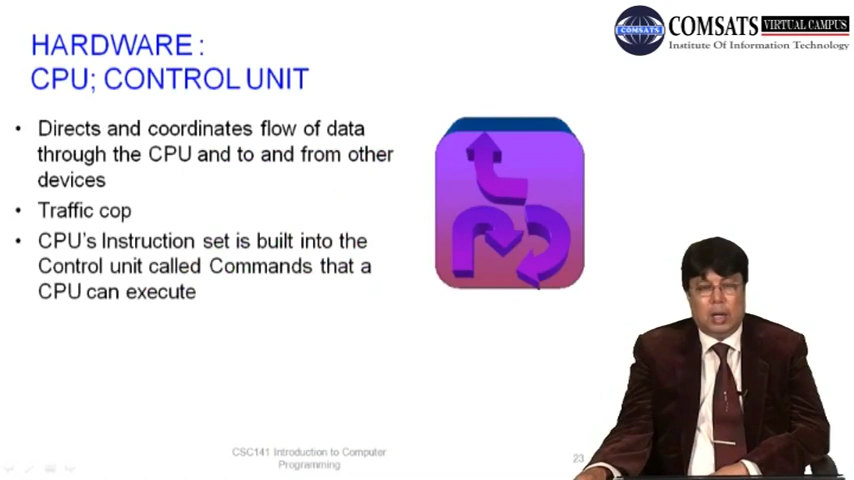 HARDWARE :
CPU; CONTROL UNIT
COMSATS
COMSATS VIRTUAL CAMPUS
Institute Of Information Technology
• Directs and coordinates flow of data
through the CPU and to and from other
devices
• Traffic cop
• CPU's Instruction set is built into the
Control unit called Commands that a
CPU can execute
CSC141 Introduction to Computer
Programming
23